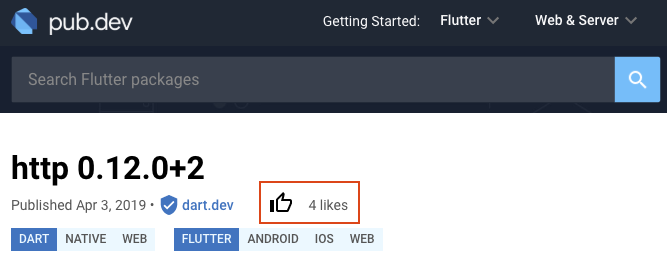 pub.dev Getting Started: Flutter Web & Server
Search Flutter packages
http 0.12.0+2
Published Apr 3, 2019 • dart.dev 4 likes
DART NATIVE WEB FLUTTER ANDROID IOS WEB